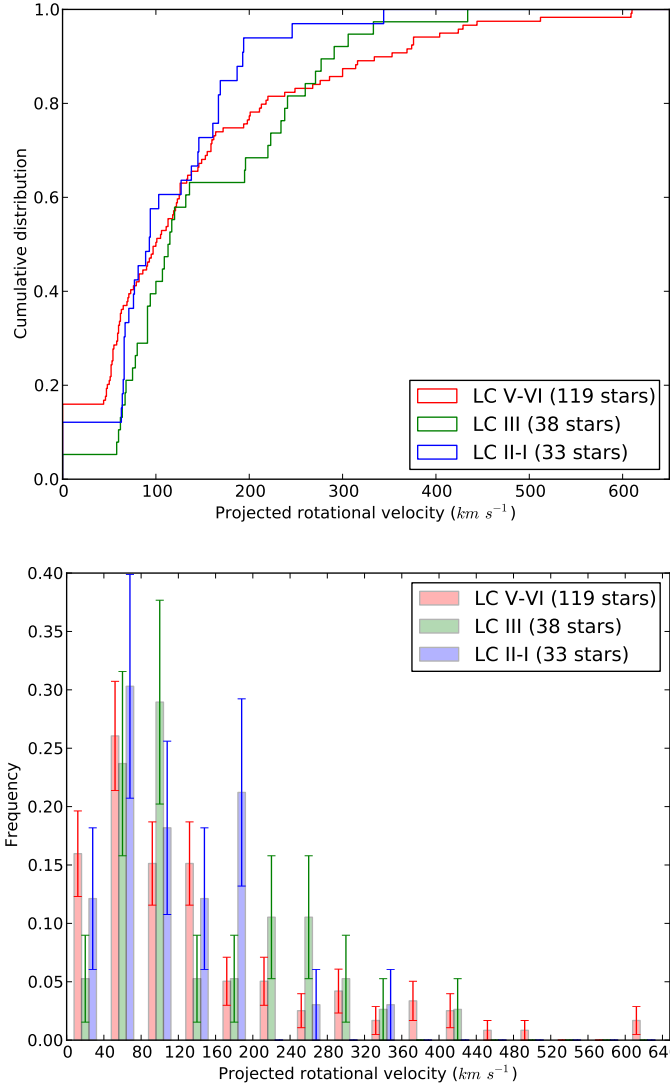 1.0
0.8
0.6
0.4
0.2
0.0
Cumulative distribution
LC V-VI (119 stars)
LC III (38 stars)
LC II-I (33 stars)
0 100 200 300 400 500 600
Projected rotational velocity (km s⁻¹)
0.40
0.35
0.30
0.25
0.20
0.15
0.10
0.05
0.00
Frequency
LC V-VI (119 stars)
LC III (38 stars)
LC II-I (33 stars)
0 40 80 120 160 200 240 280 320 360 400 440 480 520 560 600 64
Projected rotational velocity (km s⁻¹)